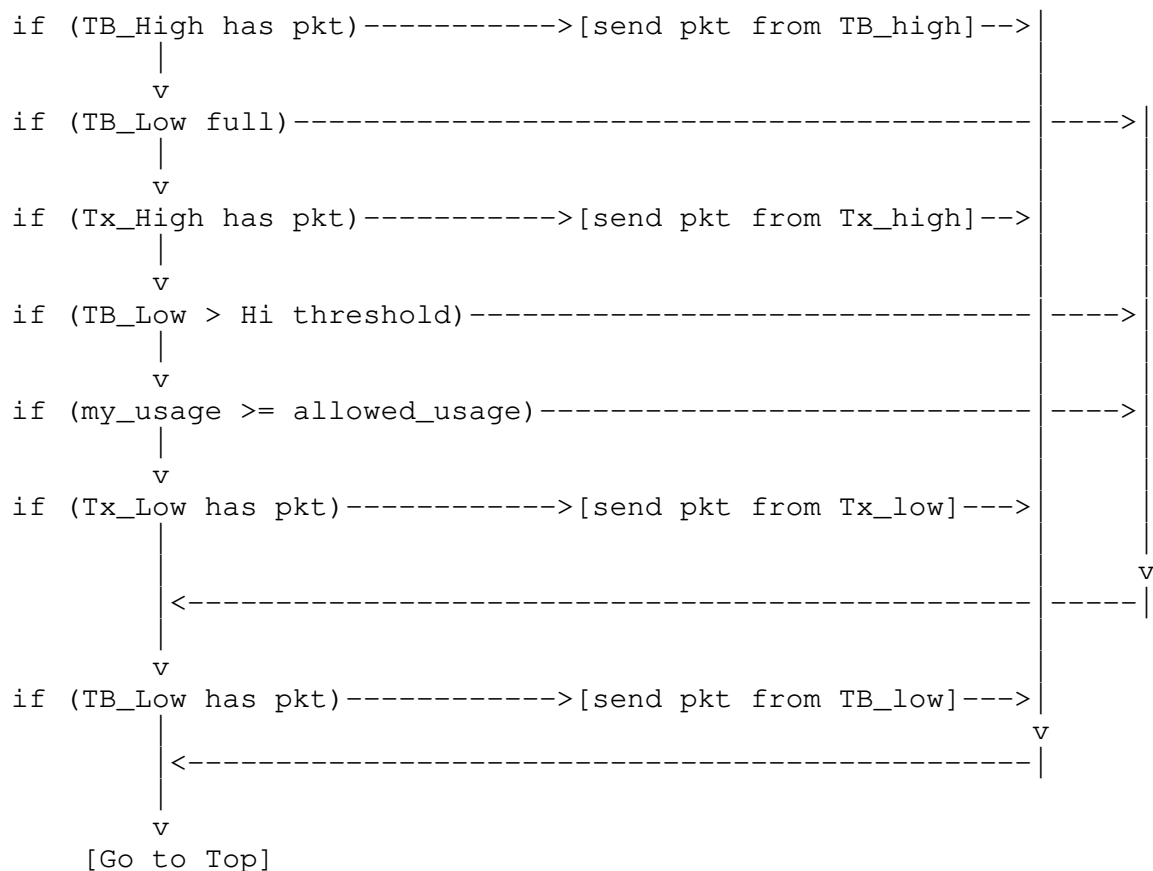 if (TB_High has pkt)----------->[send pkt from TB_high]-->|
if (TB_Low full)------------------------------------------|---->|
if (Tx_High has pkt)----------->[send pkt from Tx_high]-->|
if (TB_Low > Hi threshold)--------------------------------|---->|
if (my_usage >= allowed_usage)----------------------------|---->|
if (Tx_Low has pkt)------------>[send pkt from Tx_low]--->|
if (TB_Low has pkt)------------>[send pkt from TB_low]--->|
[Go to Top]